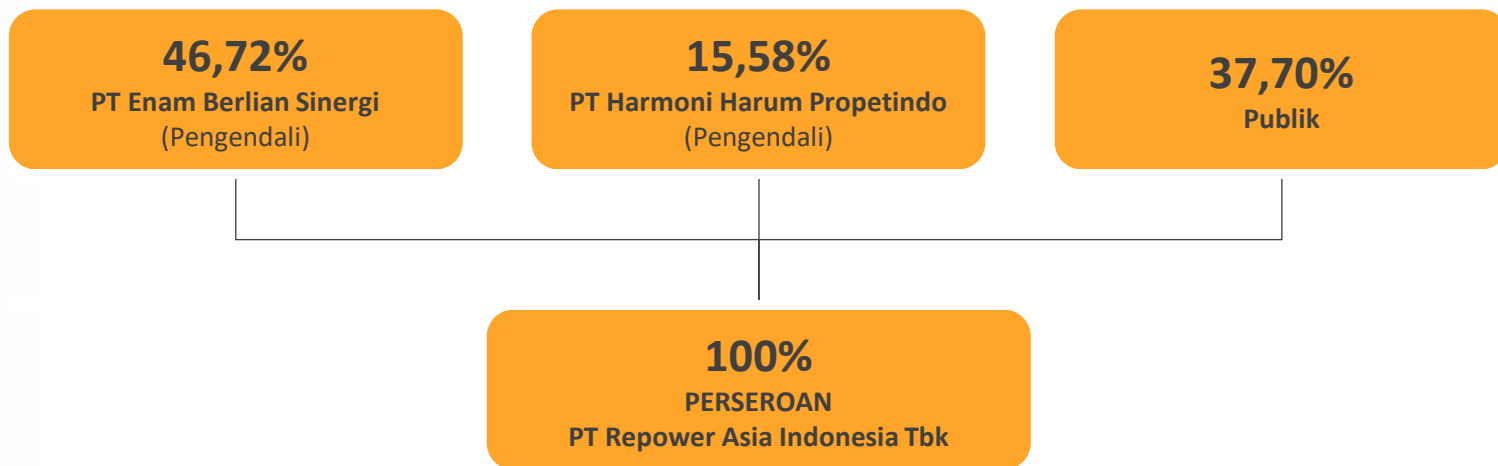 46,72%
PT Enam Berlian Sinergi
(Pengendali)
15,58%
PT Harmoni Harum Propetindo
(Pengendali)
37,70%
Publik
100%
PERSEROAN
PT Repower Asia Indonesia Tbk